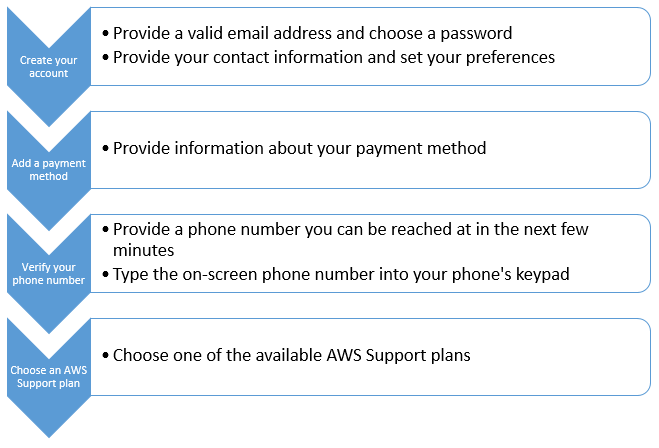 Create your
account
• Provide a valid email address and choose a password
• Provide your contact information and set your preferences
Add a payment
method
• Provide information about your payment method
Verify your
phone number
• Provide a phone number you can be reached at in the next few
minutes
• Type the on-screen phone number into your phone's keypad
Choose an AWS
Support plan
• Choose one of the available AWS Support plans